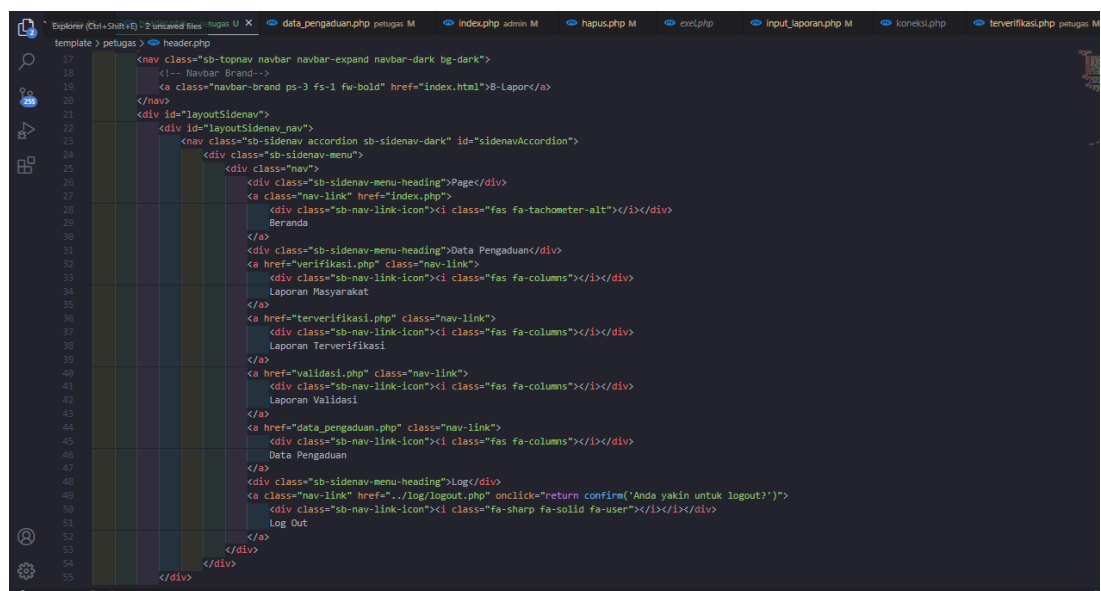 Explorer (Ctrl+Shift+E) - 2 unsaved files tugas U × data_pengaduan.php petugas M index.php admin M hapus.php M exel.php input_laporan.php M koneksi.php terverifikasi.php petugas M
2
template > petugas > header.php
255
17 <nav class="sb-topnav navbar navbar-expand navbar-dark bg-dark">
18 <!-- Navbar Brand-->
19 <a class="navbar-brand ps-3 fs-1 fw-bold" href="index.html">B-Lapor</a>
20 </nav>
21 <div id="layoutSidenav">
22 <div id="layoutSidenav_nav">
23 <nav class="sb-sidenav accordion sb-sidenav-dark" id="sidenavAccordion">
24 <div class="sb-sidenav-menu">
25 <div class="nav">
26 <div class="sb-sidenav-menu-heading">Page</div>
27 <a class="nav-link" href="index.php">
28 <div class="sb-nav-link-icon"><i class="fas fa-tachometer-alt"></i></div>
29 Beranda
30 </a>
31 <div class="sb-sidenav-menu-heading">Data Pengaduan</div>
32 <a href="verifikasi.php" class="nav-link">
33 <div class="sb-nav-link-icon"><i class="fas fa-columns"></i></div>
34 Laporan Masyarakat
35 </a>
36 <a href="terverifikasi.php" class="nav-link">
37 <div class="sb-nav-link-icon"><i class="fas fa-columns"></i></div>
38 Laporan Terverifikasi
39 </a>
40 <a href="validasi.php" class="nav-link">
41 <div class="sb-nav-link-icon"><i class="fas fa-columns"></i></div>
42 Laporan Validasi
43 </a>
44 <a href="data_pengaduan.php" class="nav-link">
45 <div class="sb-nav-link-icon"><i class="fas fa-columns"></i></div>
46 Data Pengaduan
47 </a>
48 <div class="sb-sidenav-menu-heading">Log</div>
49 <a class="nav-link" href="../log/logout.php" onclick="return confirm('Anda yakin untuk logout?')">
50 <div class="sb-nav-link-icon"><i class="fa-sharp fa-solid fa-user"></i></i></div>
51 Log Out
52 </a>
53 </div>
54 </div>
55 </div>